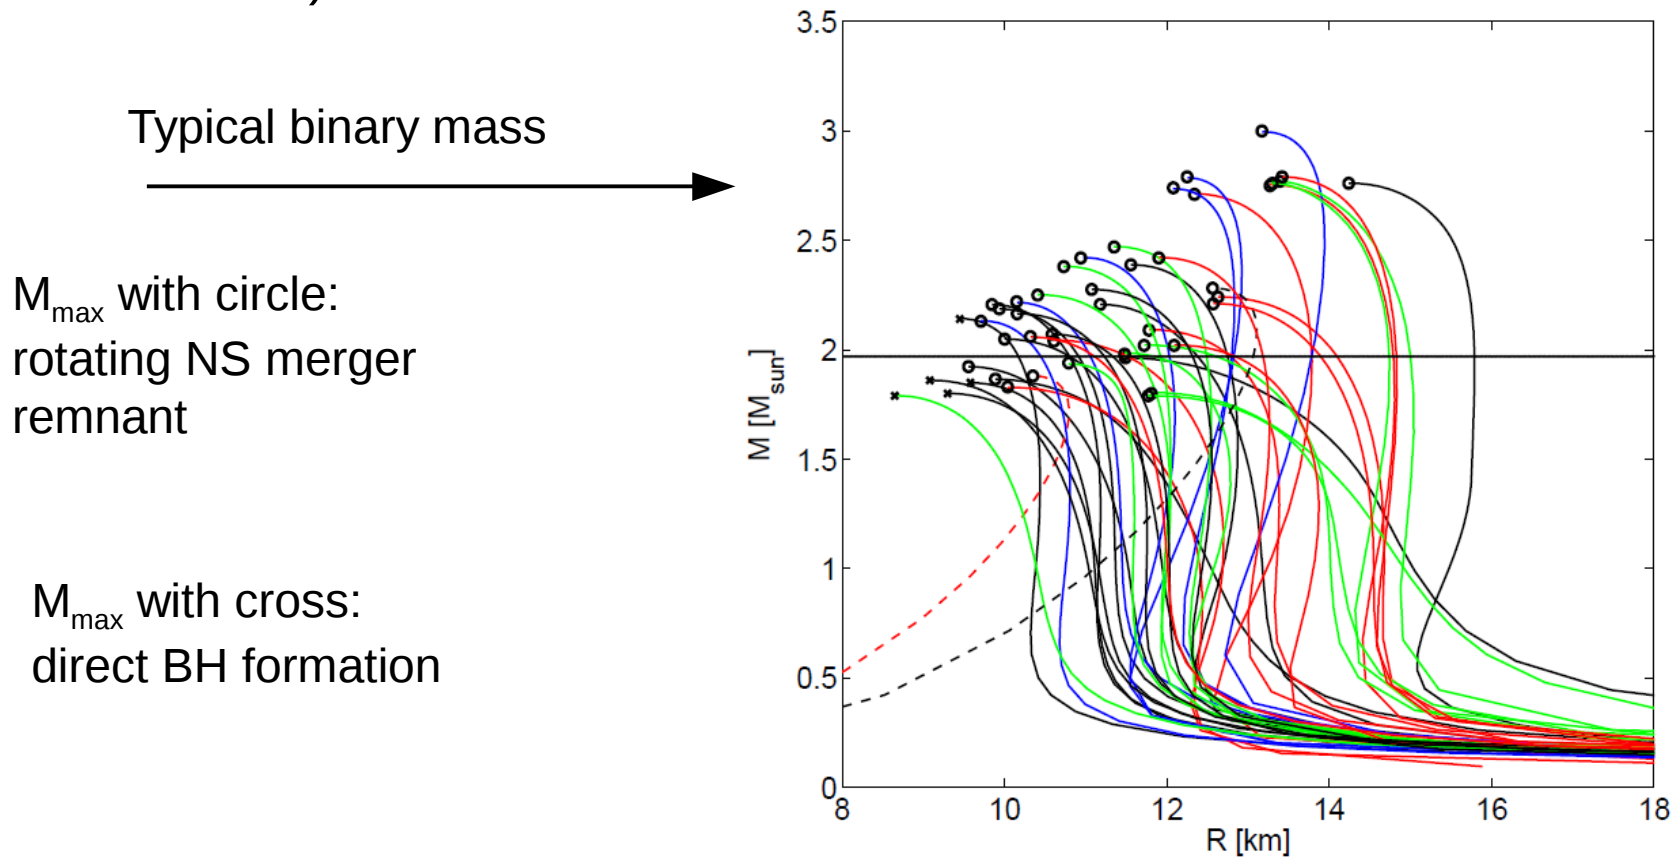 )
Typical binary mass
Mmax with circle:
rotating NS merger
remnant
Mmax with cross:
direct BH formation
3.5
3
2.5
2
1.5
1
0.5
0
M [Msun]
8 10 12 14 16 18
R [km]